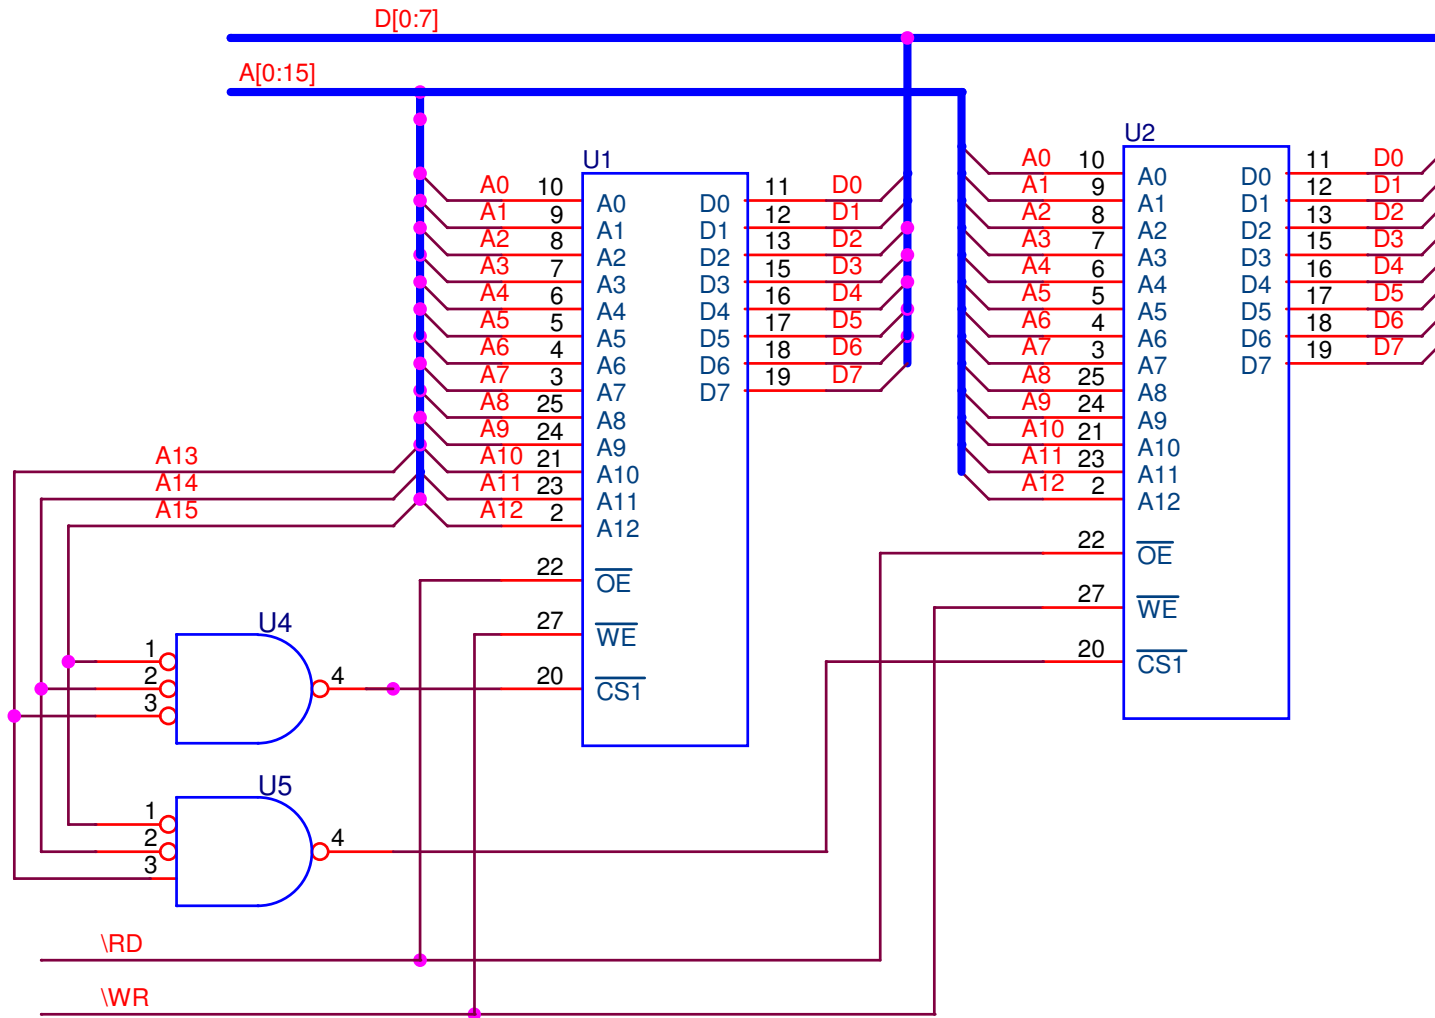 D[0:7]
A[0:15]
U1
A0 10 A0 D0 11 D0
A1 9 A1 D1 12 D1
A2 8 A2 D2 13 D2
A3 7 A3 D3 15 D3
A4 6 A4 D4 16 D4
A5 5 A5 D5 17 D5
A6 4 A6 D6 18 D6
A7 3 A7 D7 19 D7
A8 25 A8
A9 24 A9
A10 21 A10
A11 23 A11
A12 2 A12
22 OE
27 WE
20 CS1
U2
A0 10 A0 D0 11 D0
A1 9 A1 D1 12 D1
A2 8 A2 D2 13 D2
A3 7 A3 D3 15 D3
A4 6 A4 D4 16 D4
A5 5 A5 D5 17 D5
A6 4 A6 D6 18 D6
A7 3 A7 D7 19 D7
A8 25 A8
A9 24 A9
A10 21 A10
A11 23 A11
A12 2 A12
22 OE
27 WE
20 CS1
A13
A14
A15
U4
1
2 4
3
U5
1
2 4
3
\RD
\WR